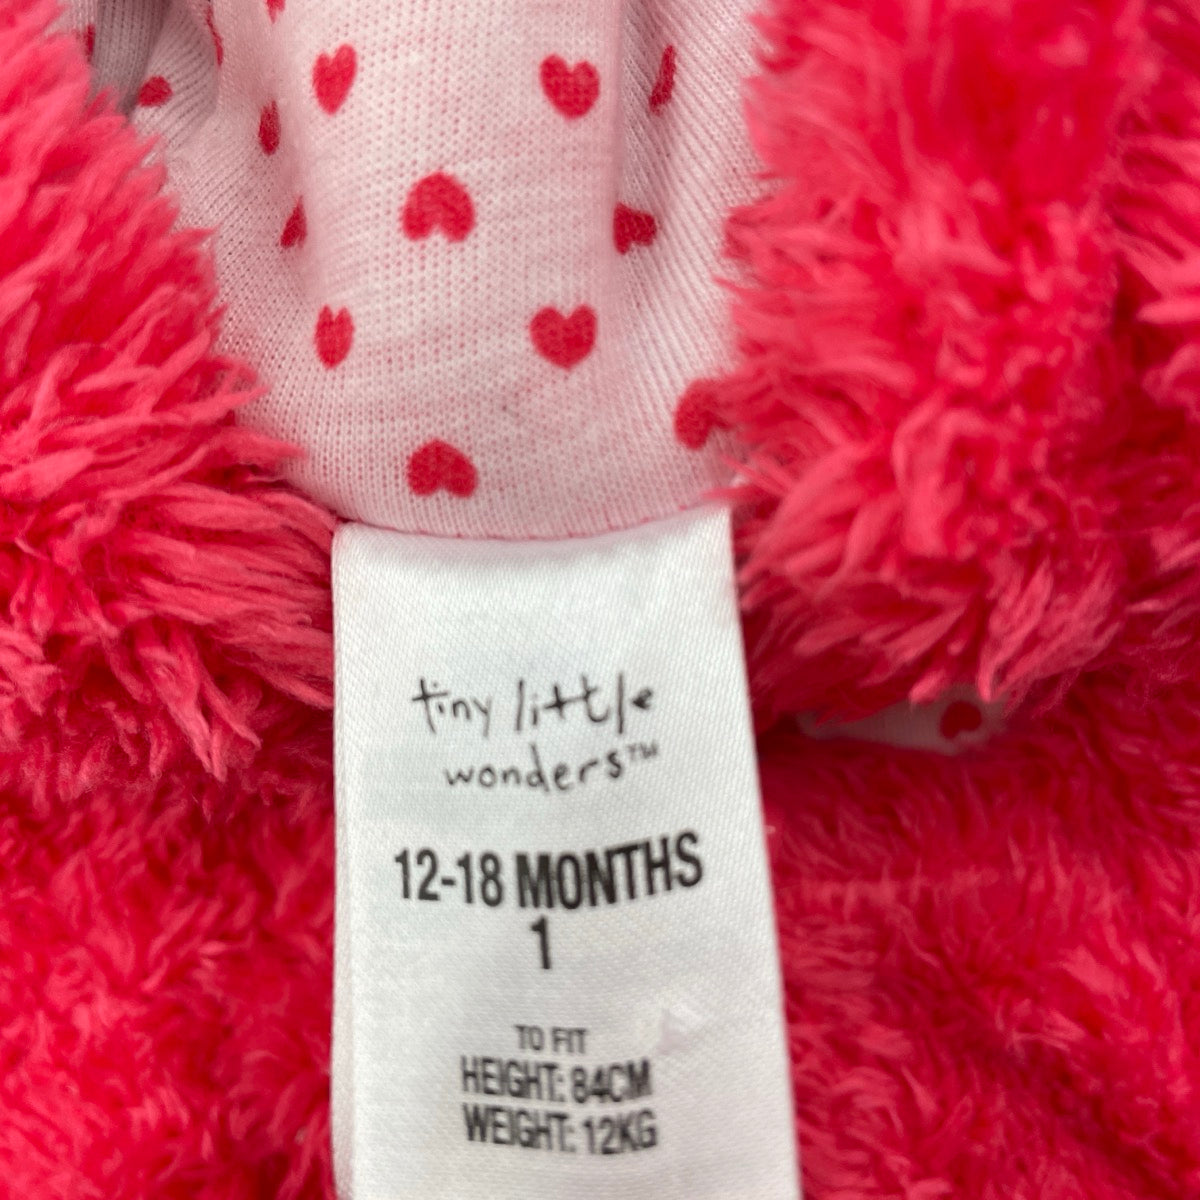 tiny little
wonders™
12-18 MONTHS
1
TO FIT
HEIGHT: 84CM
WEIGHT: 12KG